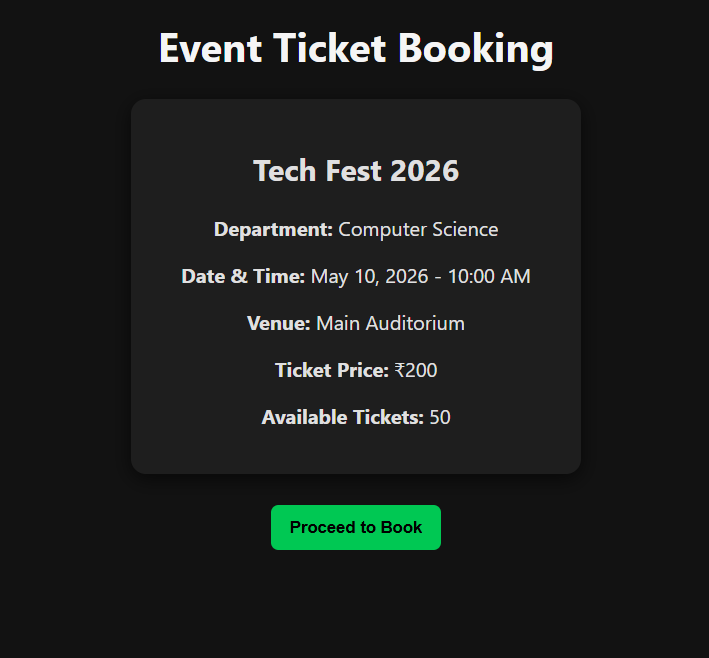 Event Ticket Booking
Tech Fest 2026
Department: Computer Science
Date & Time: May 10, 2026 - 10:00 AM
Venue: Main Auditorium
Ticket Price: ₹200
Available Tickets: 50
Proceed to Book